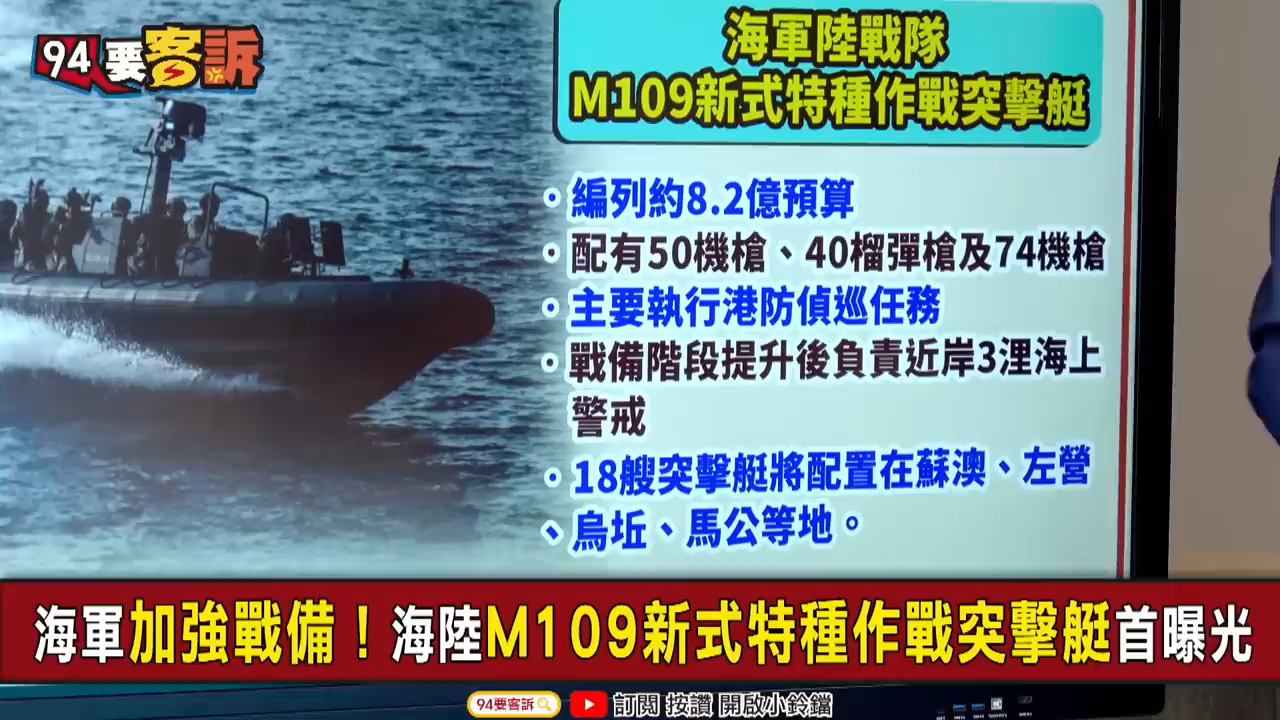 94要客訴
海軍陸戰隊
M109新式特種作戰突擊艇
·編列約8.2億預算
·配有50機槍、40榴彈槍及74機槍
·主要執行港防偵巡任務
·戰備階段提升後負責近岸3浬海上
警戒
·18艘突擊艇將配置在蘇澳、左營
、烏坵、馬公等地。
海軍加強戰備！海陸M109新式特種作戰突擊艇首曝光
94要客訴 訂閱 按讚 開啟小鈴鐺